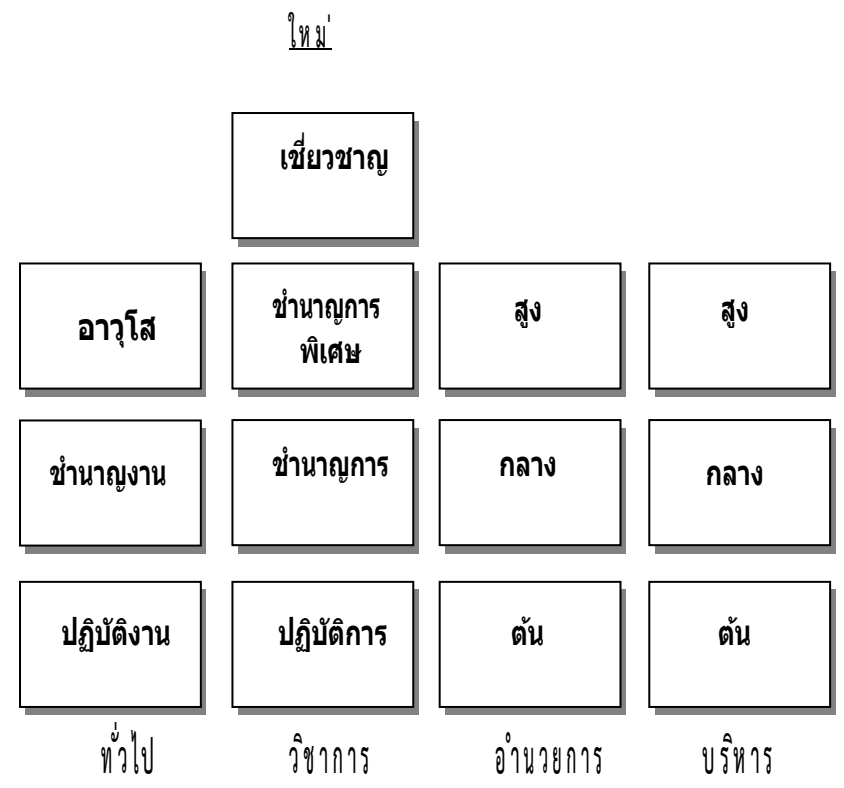 ใหม่
เชี่ยวชาญ
อาวุโส ชำนาญการ สูง สูง
พิเศษ
ชำนาญงาน ชำนาญการ กลาง กลาง
ปฏิบัติงาน ปฏิบัติการ ต้น ต้น
ทั่วไป วิชาการ อำนวยการ บริหาร